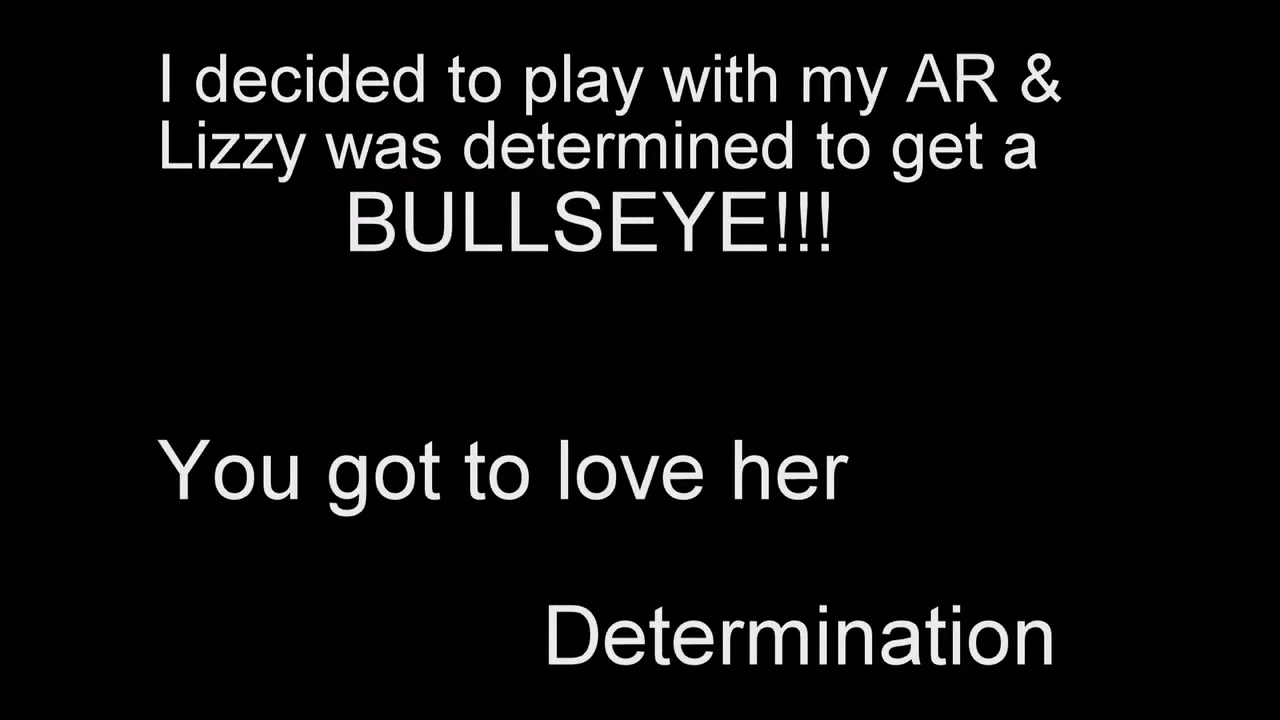 I decided to play with my AR &
Lizzy was determined to get a
BULLSEYE!!!
You got to love her
Determination